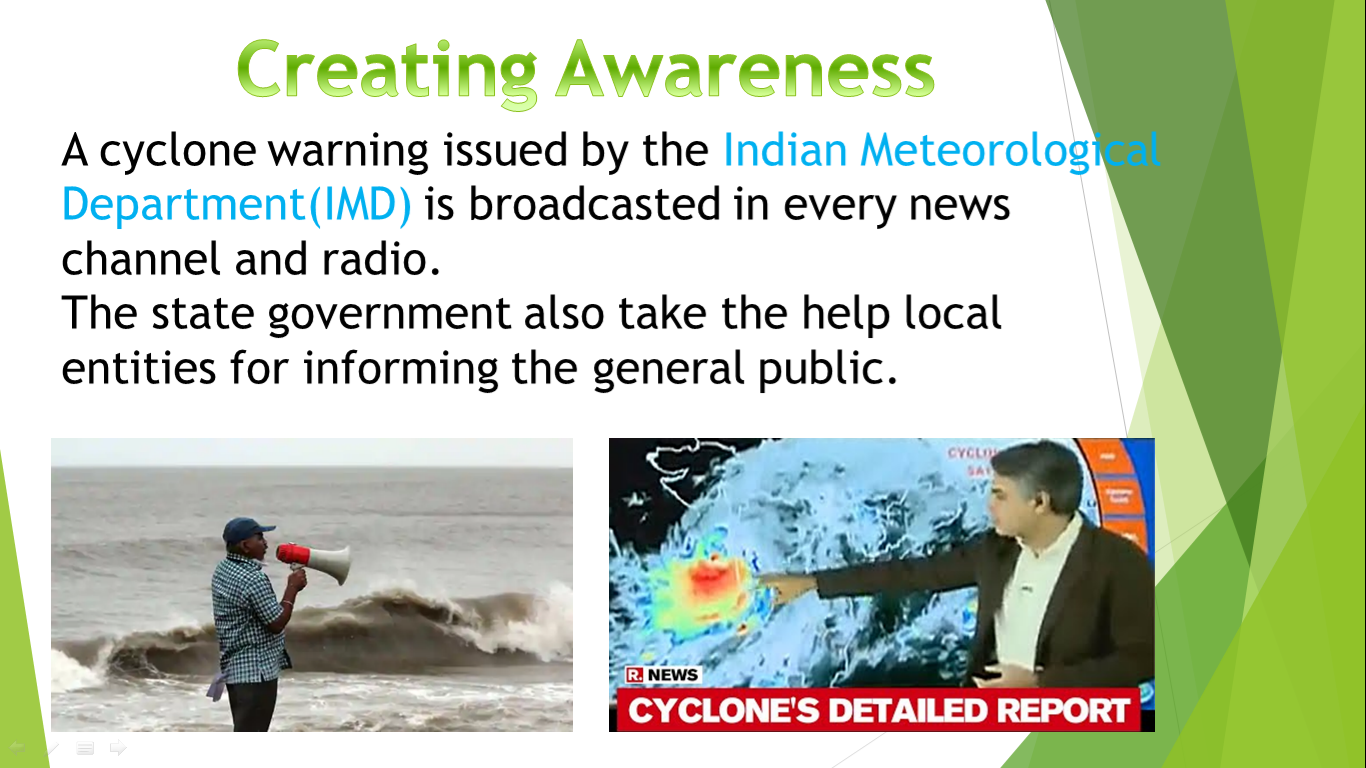 Creating Awareness
A cyclone warning issued by the Indian Meteorological
Department(IMD) is broadcasted in every news
channel and radio.
The state government also take the help local
entities for informing the general public.
R. NEWS
CYCLONE'S DETAILED REPORT